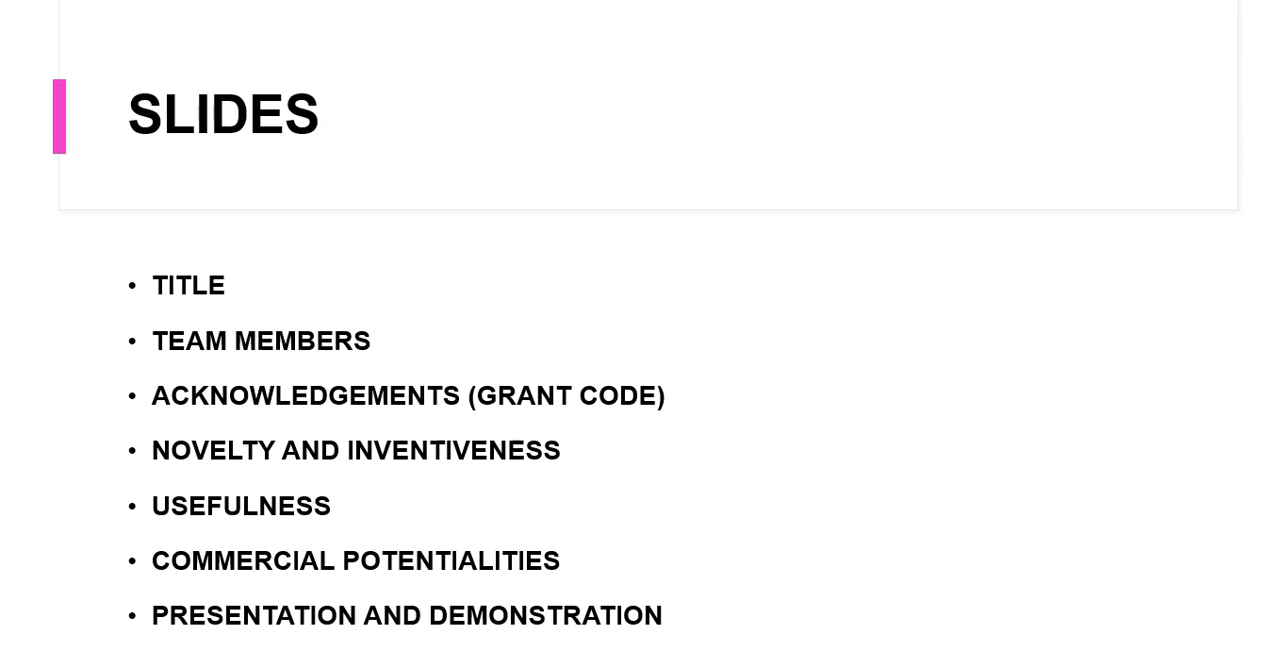 SLIDES
• TITLE
• TEAM MEMBERS
• ACKNOWLEDGEMENTS (GRANT CODE)
• NOVELTY AND INVENTIVENESS
• USEFULNESS
• COMMERCIAL POTENTIALITIES
• PRESENTATION AND DEMONSTRATION